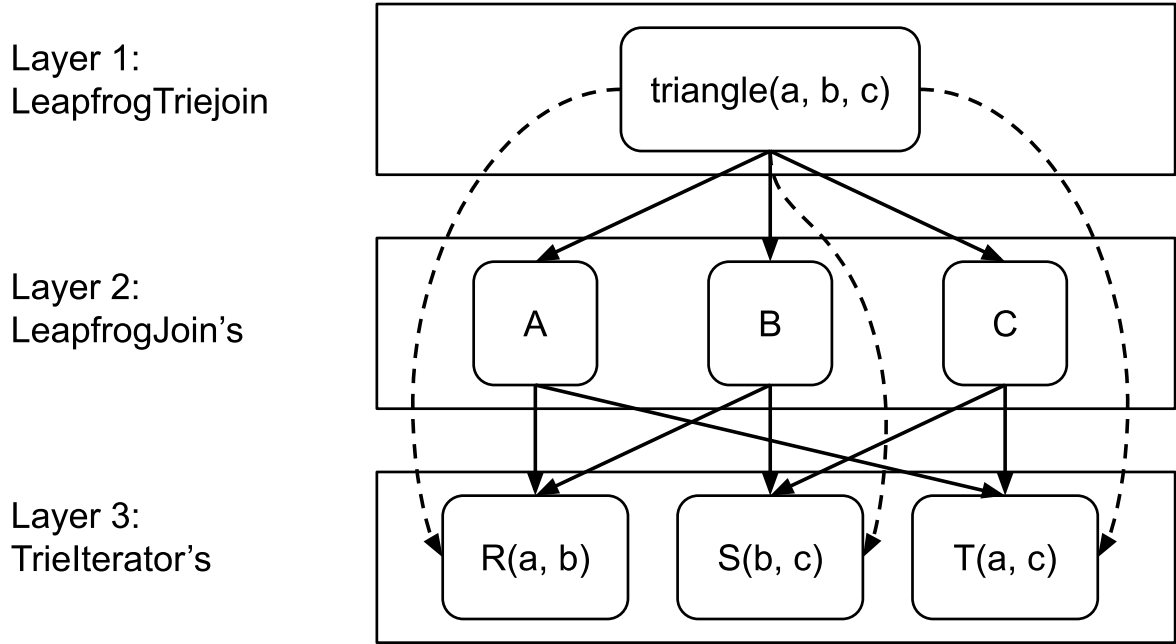 Layer 1:
LeapfrogTriejoin
triangle(a, b, c)
Layer 2:
LeapfrogJoin’s
A
B
C
Layer 3:
TrieIterator’s
R(a, b)
S(b, c)
T(a, c)